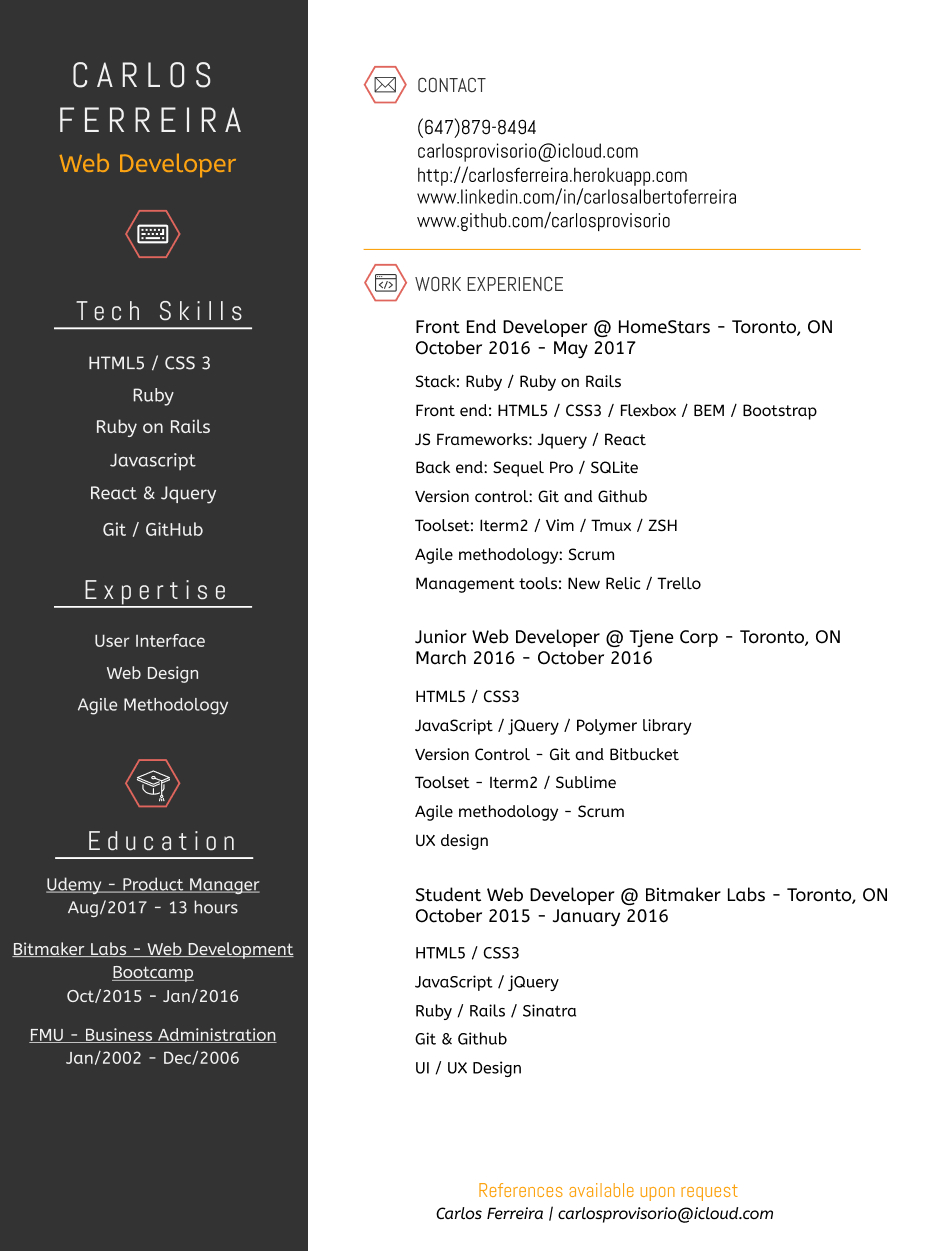 CARLOS
FERREIRA
Web Developer
Tech Skills
HTML5 / CSS 3
Ruby
Ruby on Rails
Javascript
React & Jquery
Git / GitHub
Expertise
User Interface
Web Design
Agile Methodology
Education
Udemy - Product Manager
Aug/2017 - 13 hours
Bitmaker Labs - Web Development
Bootcamp
Oct/2015 - Jan/2016
FMU - Business Administration
Jan/2002 - Dec/2006
CONTACT
(647)879-8494
carlosprovisorio@icloud.com
http://carlosferreira.herokuapp.com
www.linkedin.com/in/carlosalbertoferreira
www.github.com/carlosprovisorio
WORK EXPERIENCE
Front End Developer @ HomeStars - Toronto, ON
October 2016 - May 2017
Stack: Ruby / Ruby on Rails
Front end: HTML5 / CSS3 / Flexbox / BEM / Bootstrap
JS Frameworks: Jquery / React
Back end: Sequel Pro / SQLite
Version control: Git and Github
Toolset: Iterm2 / Vim / Tmux / ZSH
Agile methodology: Scrum
Management tools: New Relic / Trello
Junior Web Developer @ Tjene Corp - Toronto, ON
March 2016 - October 2016
HTML5 / CSS3
JavaScript / jQuery / Polymer library
Version Control - Git and Bitbucket
Toolset - Iterm2 / Sublime
Agile methodology - Scrum
UX design
Student Web Developer @ Bitmaker Labs - Toronto, ON
October 2015 - January 2016
HTML5 / CSS3
JavaScript / jQuery
Ruby / Rails / Sinatra
Git & Github
UI / UX Design
References available upon request
Carlos Ferreira | carlosprovisorio@icloud.com